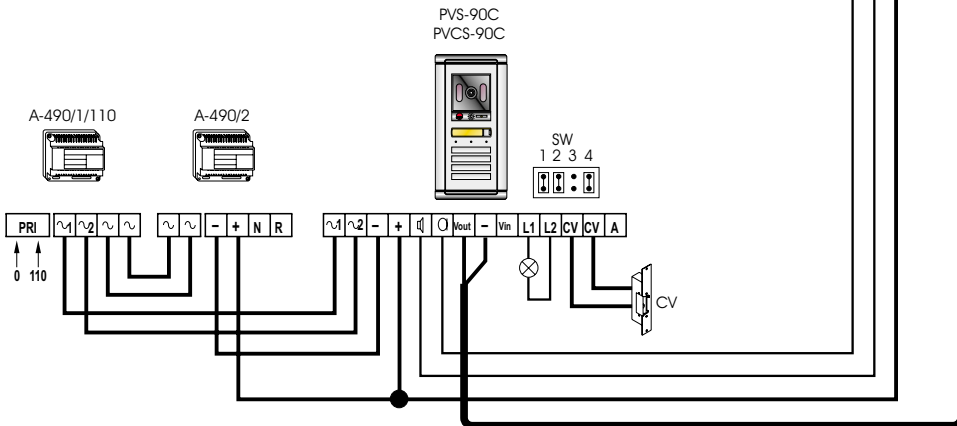 PVS-90C
PVCS-90C
A-490/1/110
A-490/2
SW
1 2 3 4
PRI ~1 ~2 ~ ~
~ ~ − + N R
~1 ~2 − + Vout − Vin L1 L2 CV CV A
0 110
CV